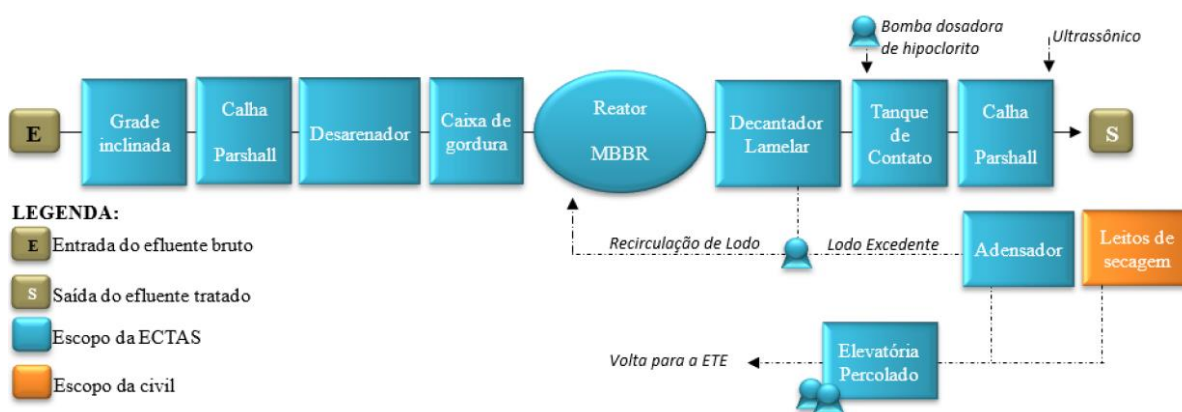 Bomba dosadora
de hipoclorito
Ultrassônico
E
Grade
inclinada
Calha
Parshall
Desarenador
Caixa de
gordura
Reator
MBBR
Decantador
Lamelar
Tanque
de
Contato
Calha
Parshall
S
LEGENDA:
E Entrada do efluente bruto
S Saída do efluente tratado
Escopo da ECTAS
Escopo da civil
Recirculação de Lodo
Lodo Excedente
Adensador
Leitos de
secagem
Volta para a ETE
Elevatória
Percolado